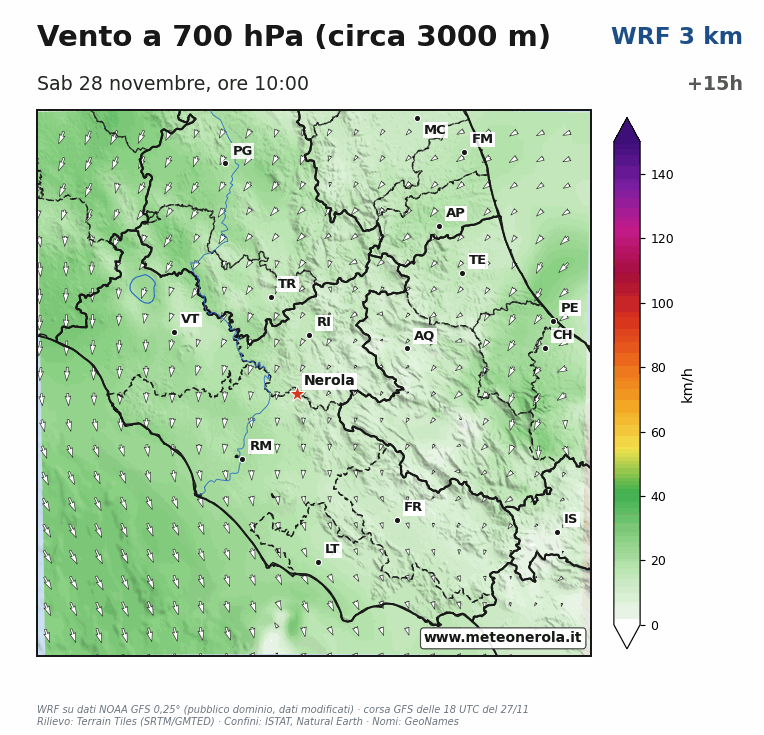 Vento a 700 hPa (circa 3000 m)
WRF 3 km
Sab 28 novembre, ore 10:00
+15h
MC
FM
PG
AP
TE
TR
PE
VT
RI
AQ
CH
Nerola
RM
FR
IS
LT
www.meteonerola.it
140
120
100
80
60
40
20
0
km/h
WRF su dati NOAA GFS 0,25° (pubblico dominio, dati modificati) · corsa GFS delle 18 UTC del 27/11
Rilievo: Terrain Tiles (SRTM/GMTED) · Confini: ISTAT, Natural Earth · Nomi: GeoNames